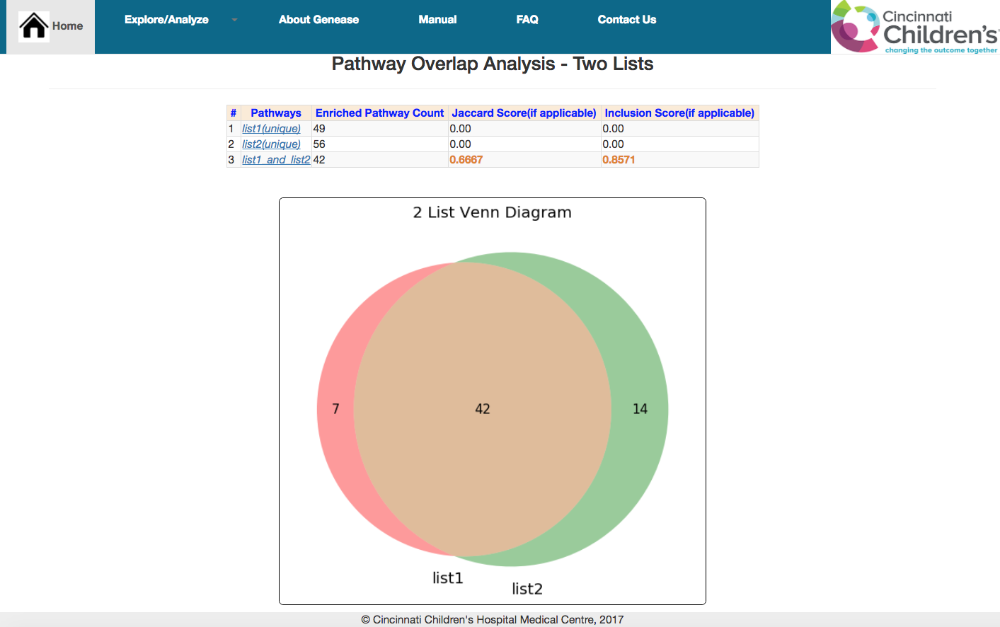 Home Explore/Analyze About Genease Manual FAQ Contact Us
Cincinnati
Children's
changing the outcome together
Pathway Overlap Analysis - Two Lists
# Pathways Enriched Pathway Count Jaccard Score(if applicable) Inclusion Score(if applicable)
1 list1(unique) 49 0.00 0.00
2 list2(unique) 56 0.00 0.00
3 list1_and_list2 42 0.6667 0.8571
2 List Venn Diagram
7 42 14
list1
list2
© Cincinnati Children's Hospital Medical Centre, 2017